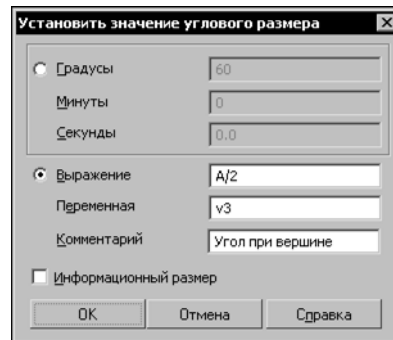 Установить значение углового размера
Градусы 60
Минуты 0
Секунды 0.0
Выражение A/2
Переменная v3
Комментарий Угол при вершине
Информационный размер
OK Отмена Справка